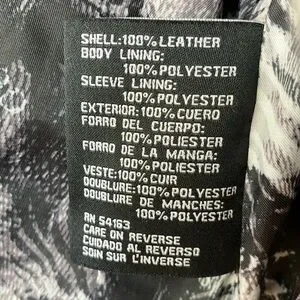 SHELL:100% LEATHER
BODY LINING:
100% POLYESTER
SLEEVE LINING:
100% POLYESTER
EXTERIOR:100% CUERO
FORRO DEL CUERPO:
100% POLIESTER
FORRO DE LA MANGA:
100% POLIESTER
VESTE:100% CUIR
DOUBLURE:100% POLYESTER
DOUBLURE DE MANCHES:
100% POLYESTER
RN 54163
CARE ON REVERSE
CUIDADO AL REVERSO
SOIN SUR L'INVERSE